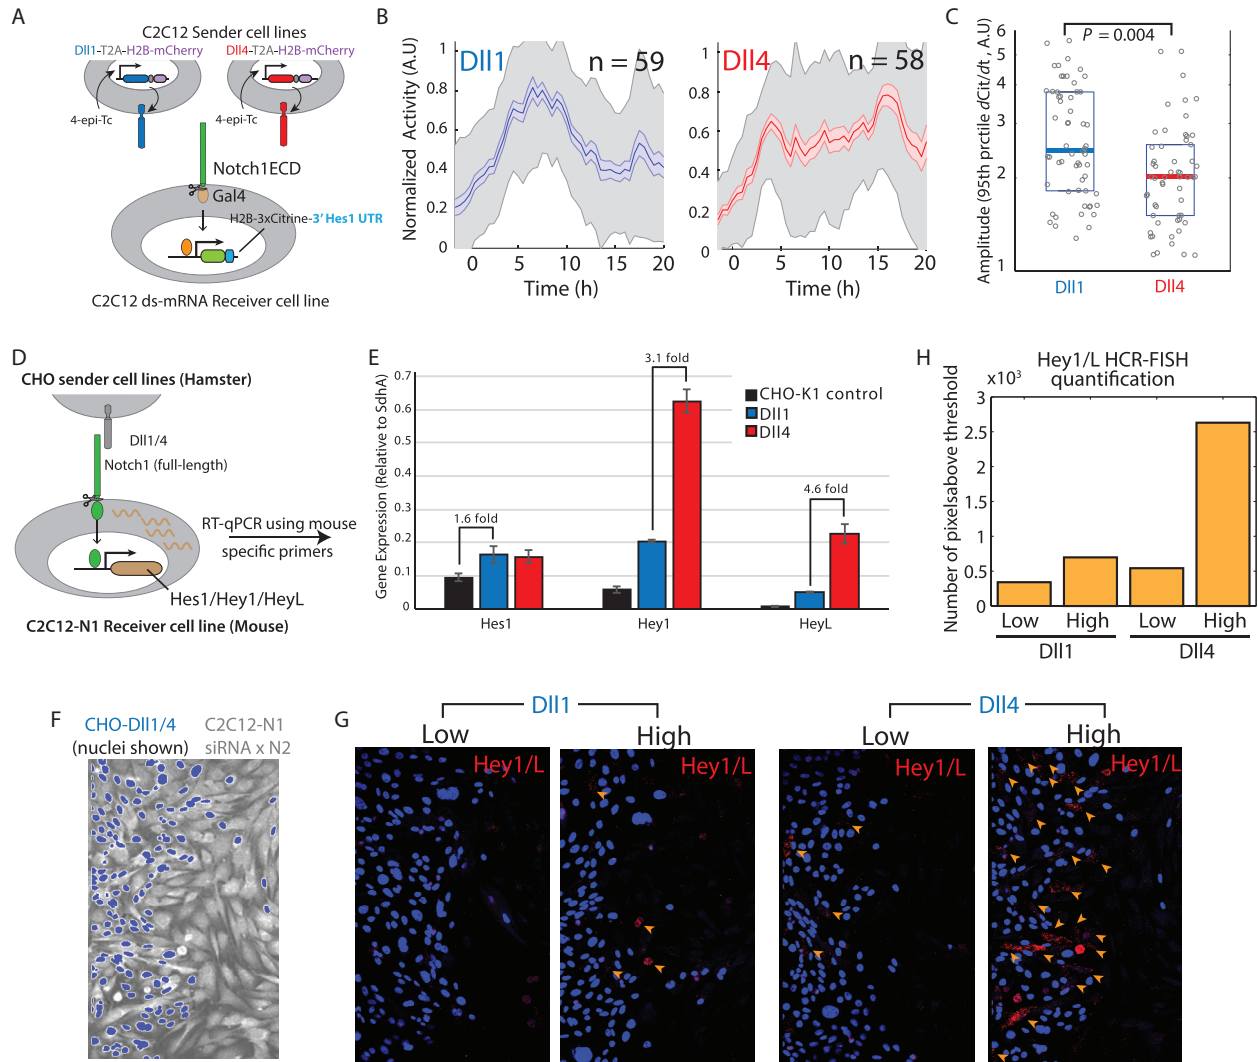 A
C2C12 Sender cell lines
Dll1-T2A-H2B-mCherry
Dll4-T2A-H2B-mCherry
4-epi-Tc
4-epi-Tc
Notch1ECD
Gal4
H2B-3xCitrine-3’ Hes1 UTR
C2C12 ds-mRNA Receiver cell line
B
Normalized Activity (A.U)
Dll1
n = 59
1
0.8
0.6
0.4
0.2
0
0
5
10
15
20
Time (h)
Dll4
n = 58
1
0.8
0.6
0.4
0.2
0
0
5
10
15
20
Time (h)
C
P = 0.004
Amplitude (95th prctile dCit/dt , A.U)
6
5
4
3
2
1
Dll1
Dll4
D
CHO sender cell lines (Hamster)
Dll1/4
Notch1 (full-length)
RT-qPCR using mouse
specific primers
Hes1/Hey1/HeyL
C2C12-N1 Receiver cell line (Mouse)
E
Gene Expression (Relative to SdhA)
0.7
0.6
0.5
0.4
0.3
0.2
0.1
0
1.6 fold
3.1 fold
4.6 fold
CHO-K1 control
Dll1
Dll4
Hes1
Hey1
HeyL
H
Hey1/L HCR-FISH
quantification
x10³
Number of pixelsabove threshold
3
2.5
2
1.5
1
0.5
0
Low
High
Low
High
Dll1
Dll4
F
CHO-Dll1/4
(nuclei shown)
C2C12-N1
siRNA x N2
G
Dll1
Low
High
Dll4
Low
High
Hey1/L
Hey1/L
Hey1/L
Hey1/L